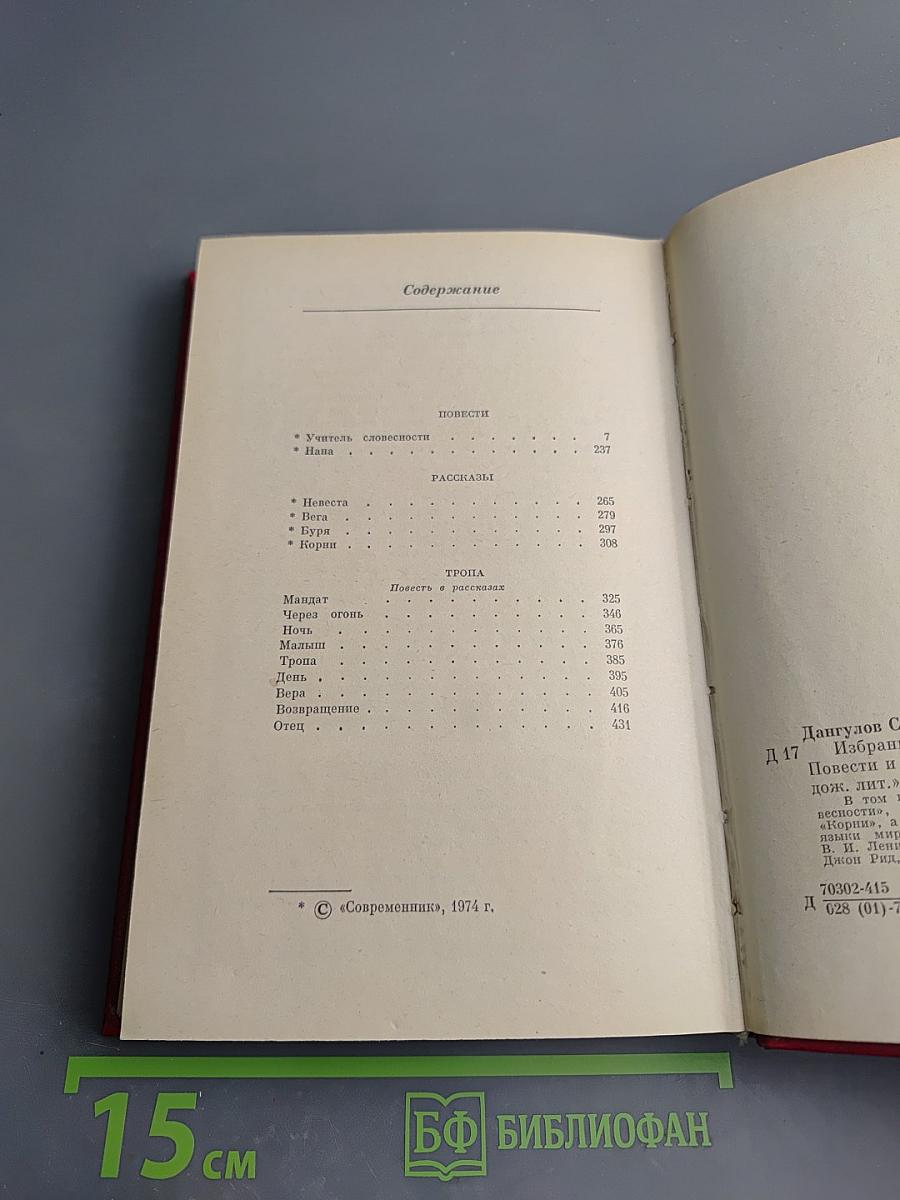 Содержание
ПОВЕСТИ
* Учитель словесности . . . . . . . 7
* Нана . . . . . . . . . . . 237
РАССКАЗЫ
* Невеста . . . . . . . . . . . 265
* Вега . . . . . . . . . . . . 279
* Буря . . . . . . . . . . . . 297
* Корни . . . . . . . . . . . . 308
ТРОПА
Повесть в рассказах
Мандат . . . . . . . . . . 325
Через огонь . . . . . . . . . . 346
Ночь . . . . . . . . . . . . 365
Малыш . . . . . . . . . . . . 376
Тропа . . . . . . . . . . . . 385
День . . . . . . . . . . . . . 395
Вера . . . . . . . . . . . . . 405
Возвращение . . . . . . . . . . . 416
Отец . . . . . . . . . . . . . 431
* © «Современник», 1974 г.
Дангулов С
Д 17 Избран
Повести и
дож. лит.»
В том
весности»,
«Корни», а
языки мир
В. И. Лени
Джон Рид,
Д 70302-415
028 (01)-7
15 см
БФ БИБЛИОФАН